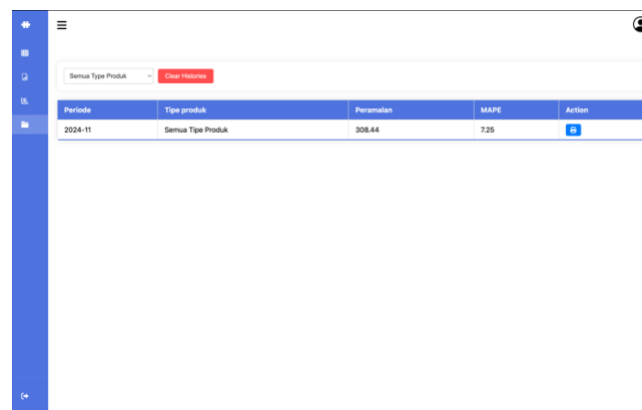 Semua Type Produk Clear Histories
Periode Tipe produk Peramalan MAPE Action
2024-11 Semua Tipe Produk 308.44 7.25